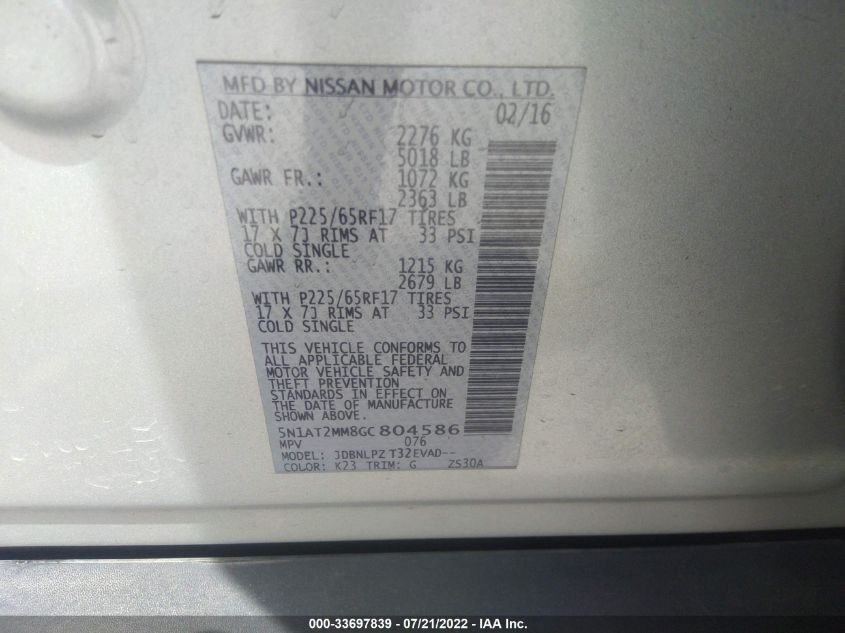 MFD BY NISSAN MOTOR CO., LTD.
DATE: 02/16
GVWR: 2276 KG
5018 LB
GAWR FR.: 1072 KG
2363 LB
WITH P225/65RF17 TIRES
17 X 7J RIMS AT 33 PSI
COLD SINGLE
GAWR RR.: 1215 KG
2679 LB
WITH P225/65RF17 TIRES
17 X 7J RIMS AT 33 PSI
COLD SINGLE
THIS VEHICLE CONFORMS TO
ALL APPLICABLE FEDERAL
MOTOR VEHICLE SAFETY AND
THEFT PREVENTION
STANDARDS IN EFFECT ON
THE DATE OF MANUFACTURE
SHOWN ABOVE.
5N1AT2MM8GC804586
MPV 076
MODEL: JDBNLPZ T32EVAD--
COLOR: K23 TRIM: G ZS30A
000-33697839 - 07/21/2022 - IAA Inc.